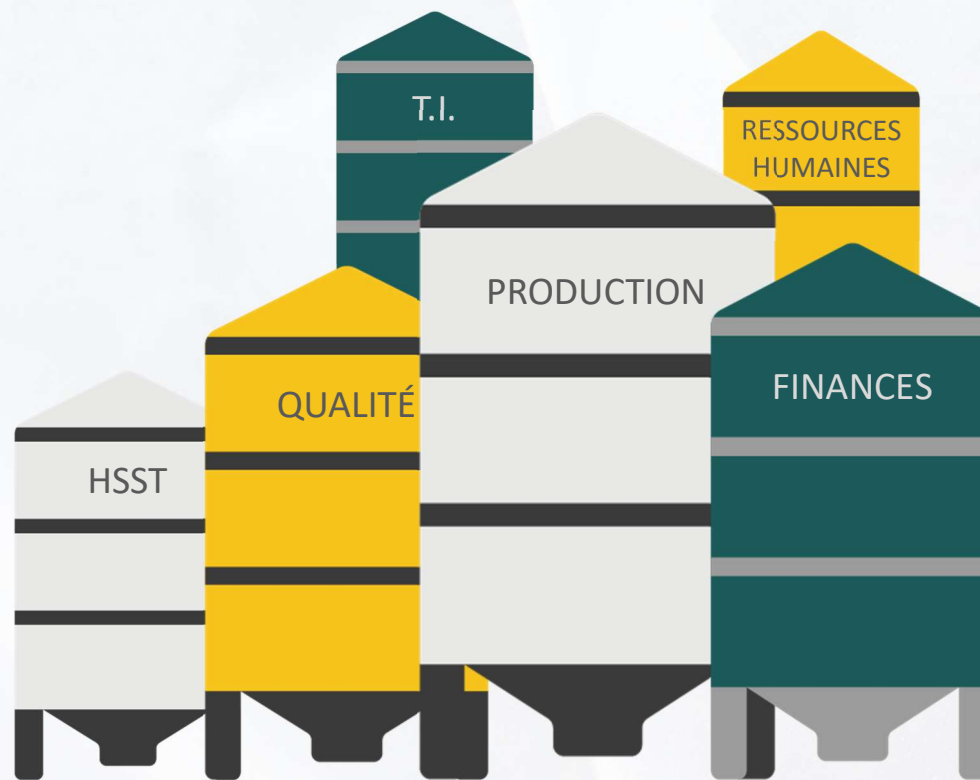 T.I.
RESSOURCES
HUMAINES
PRODUCTION
FINANCES
QUALITÉ
HSST